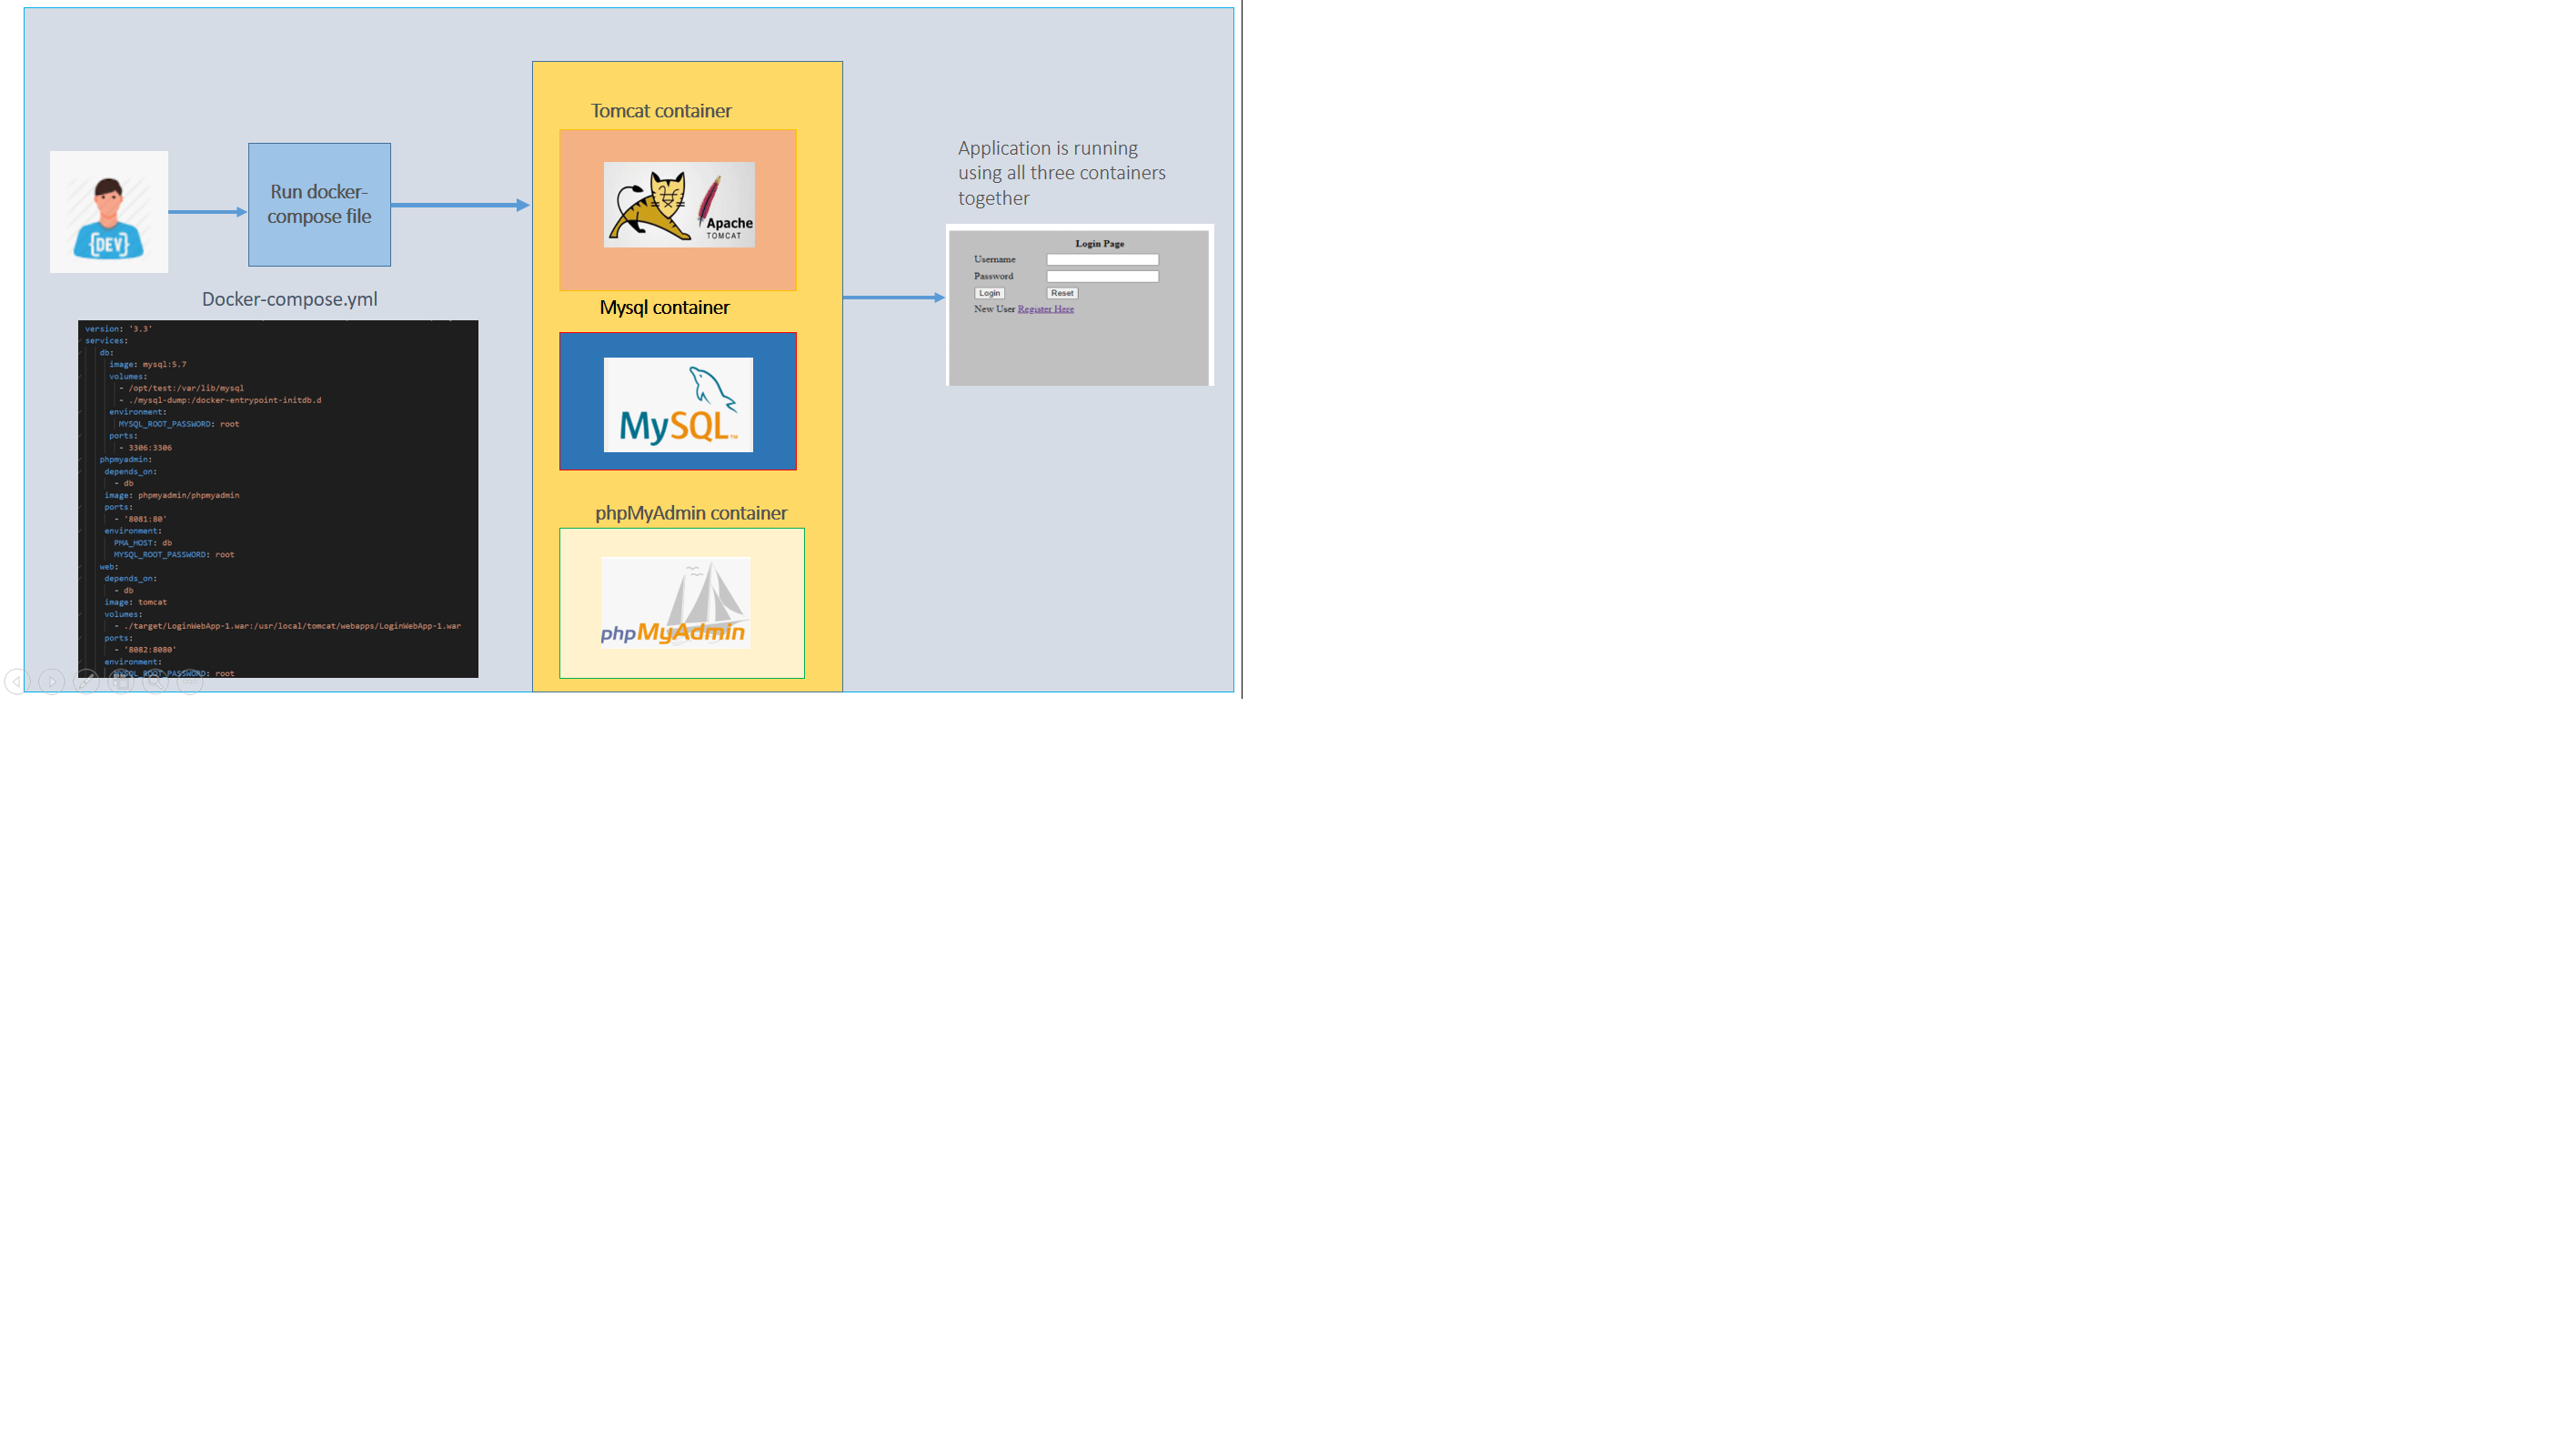 {DEV}
Run docker-
compose file
Docker-compose.yml
version: '3.3'
services:
db:
image: mysql:5.7
volumes:
- /opt/test:/var/lib/mysql
- ./mysql-dump:/docker-entrypoint-initdb.d
environment:
MYSQL_ROOT_PASSWORD: root
ports:
- 3306:3306
phpmyadmin:
depends_on:
- db
image: phpmyadmin/phpmyadmin
ports:
- '8081:80'
environment:
PMA_HOST: db
MYSQL_ROOT_PASSWORD: root
web:
depends_on:
- db
image: tomcat
volumes:
- ./target/LoginWebApp-1.war:/usr/local/tomcat/webapps/LoginWebApp-1.war
ports:
- '8082:8080'
environment:
MYSQL_ROOT_PASSWORD: root
Tomcat container
Apache
TOMCAT
Mysql container
MySQL™
phpMyAdmin container
phpMyAdmin
Application is running
using all three containers
together
Login Page
Username
Password
Login Reset
New User Register Here